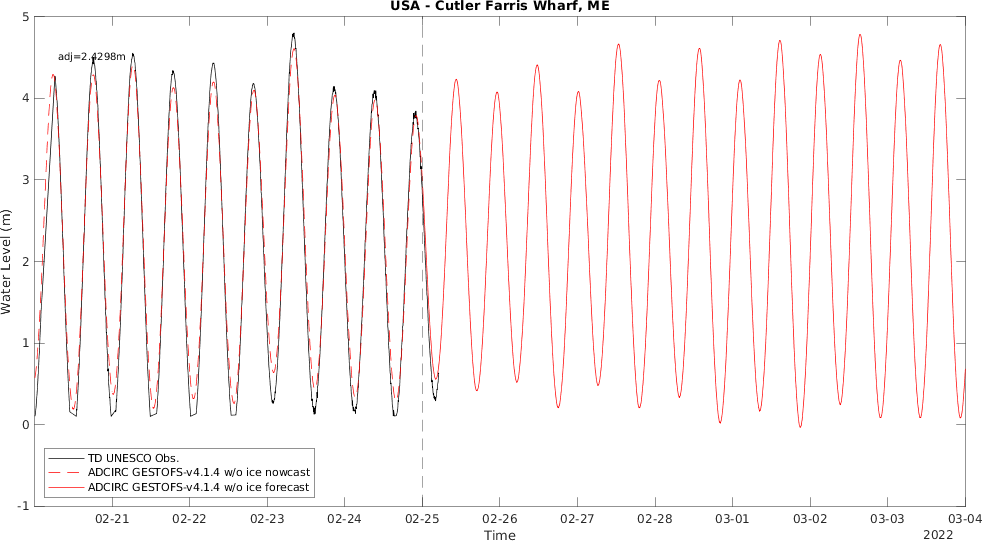 USA - Cutler Farris Wharf, ME
5
4
3
2
1
0
-1
Water Level (m)
adj=2.4298m
TD UNESCO Obs.
ADCIRC GESTOFS-v4.1.4 w/o ice nowcast
ADCIRC GESTOFS-v4.1.4 w/o ice forecast
02-21 02-22 02-23 02-24 02-25 02-26 02-27 02-28 03-01 03-02 03-03 03-04
Time
2022